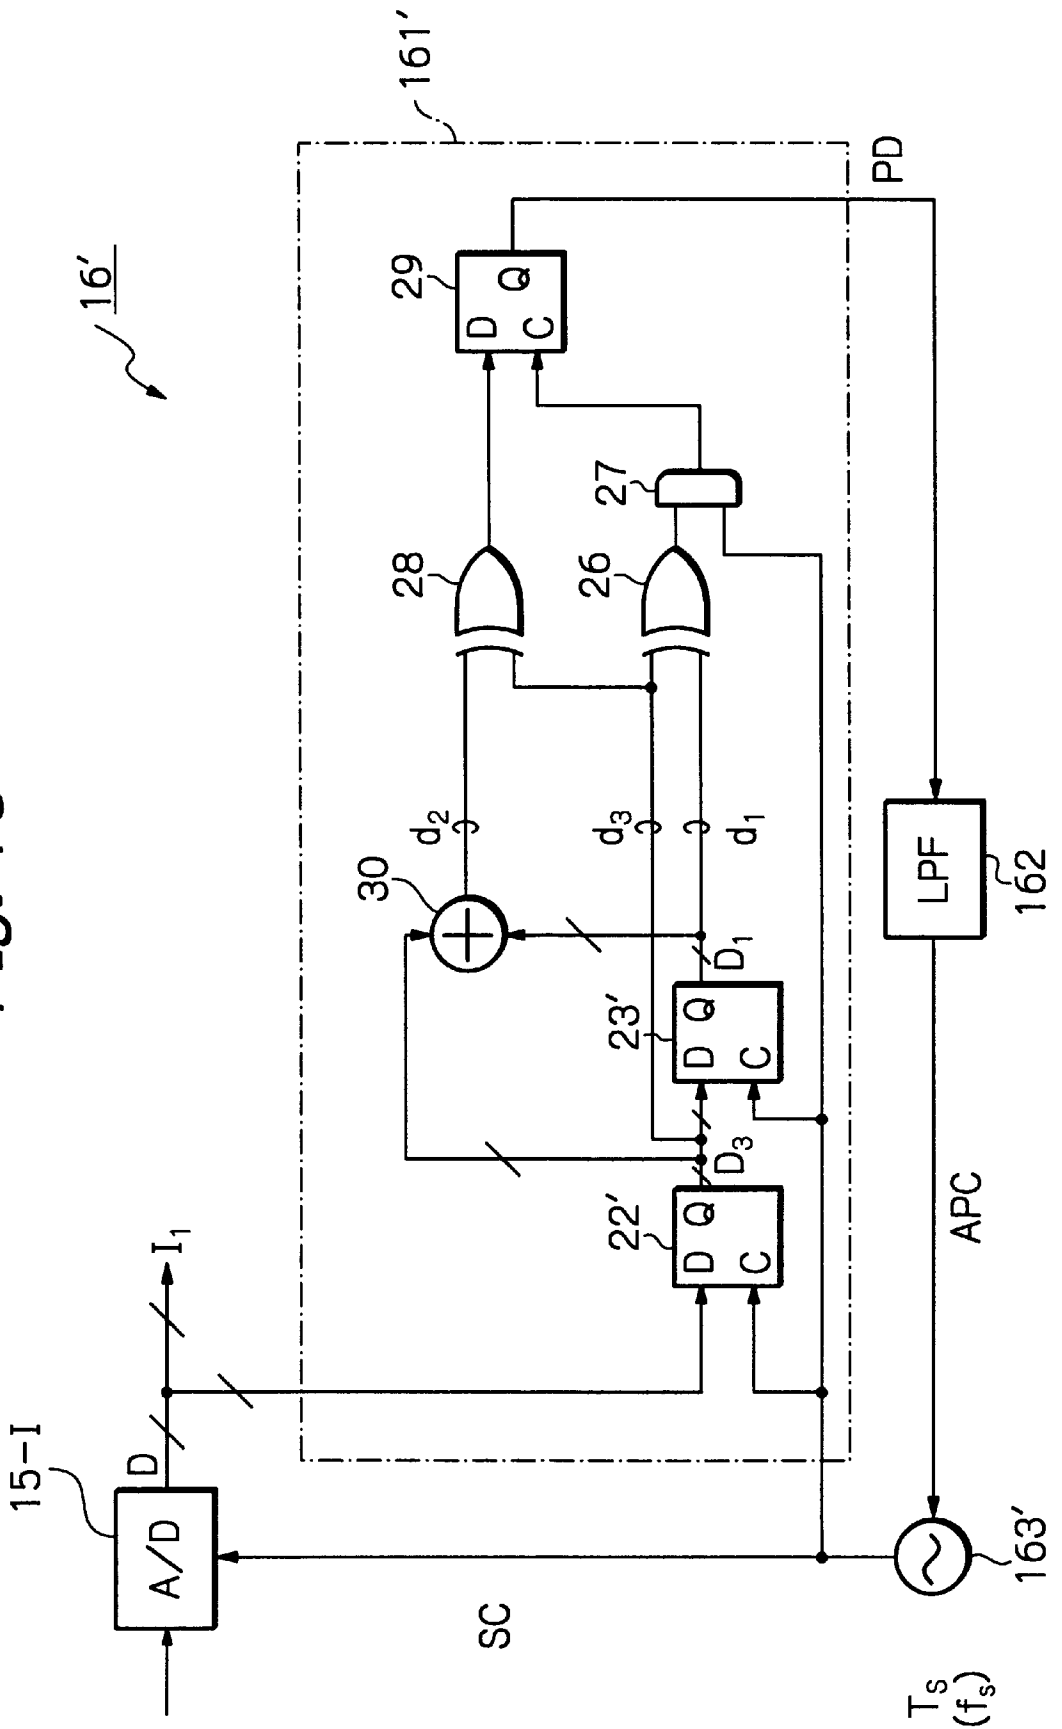 16′
161′
15-I
A/D
D
I₁
SC
22′
D Q
C
D₃
23′
D Q
C
D₁
30
d₂
d₃
d₁
28
26
27
29
D Q
C
PD
LPF
162
APC
163′
Tₛ
(fₛ)